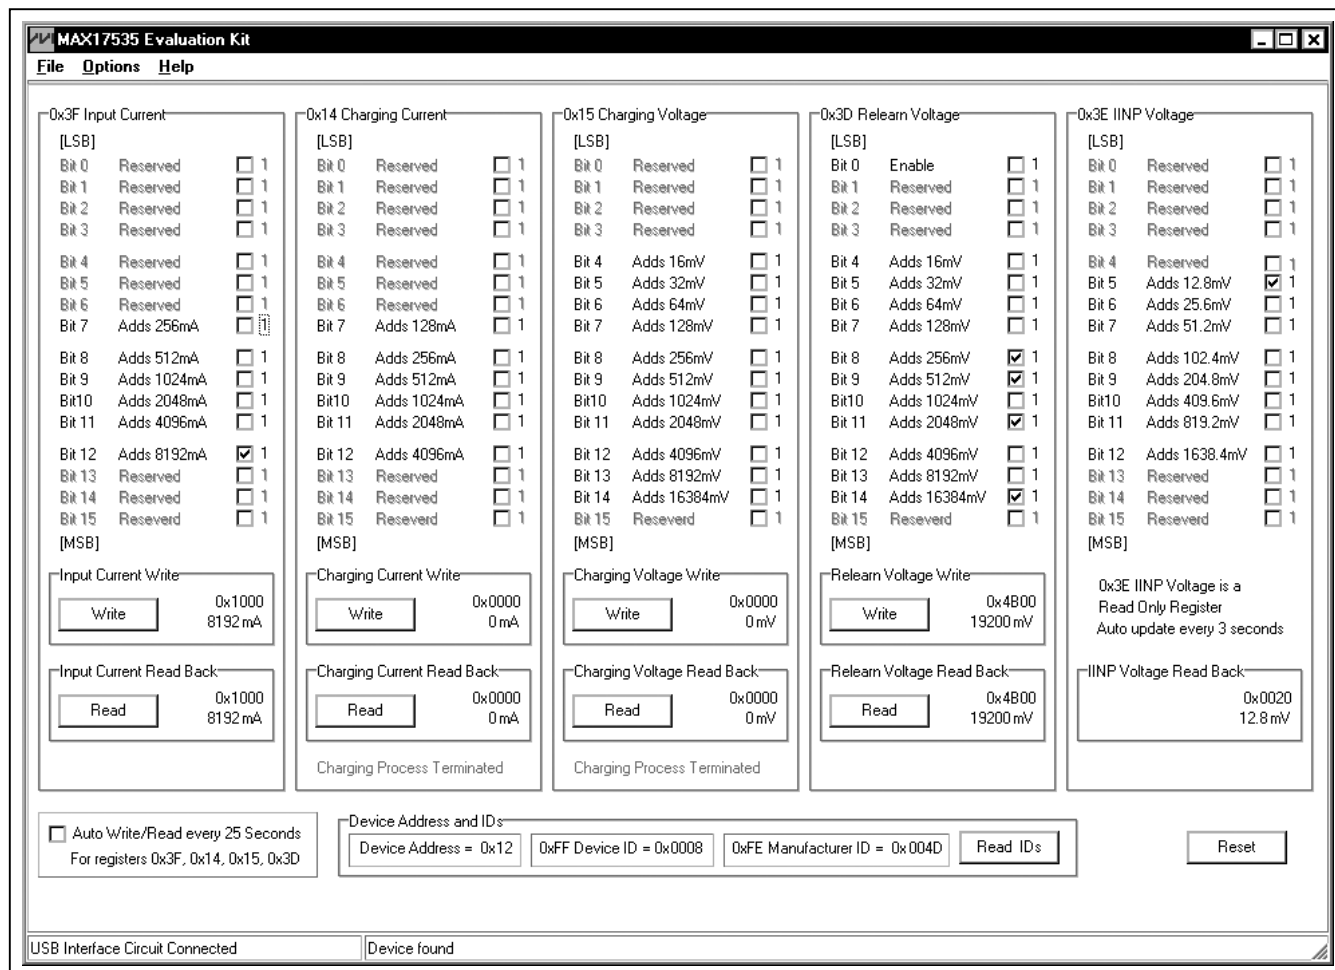 MAX17535 Evaluation Kit
File Options Help
0x3F Input Current
[LSB]
Bit 0 Reserved 1
Bit 1 Reserved 1
Bit 2 Reserved 1
Bit 3 Reserved 1
Bit 4 Reserved 1
Bit 5 Reserved 1
Bit 6 Reserved 1
Bit 7 Adds 256mA 1
Bit 8 Adds 512mA 1
Bit 9 Adds 1024mA 1
Bit10 Adds 2048mA 1
Bit 11 Adds 4096mA 1
Bit 12 Adds 8192mA 1
Bit 13 Reserved 1
Bit 14 Reserved 1
Bit 15 Reseverd 1
[MSB]
Input Current Write
Write
0x1000
8192 mA
Input Current Read Back
Read
0x1000
8192 mA
0x14 Charging Current
[LSB]
Bit 0 Reserved 1
Bit 1 Reserved 1
Bit 2 Reserved 1
Bit 3 Reserved 1
Bit 4 Reserved 1
Bit 5 Reserved 1
Bit 6 Reserved 1
Bit 7 Adds 128mA 1
Bit 8 Adds 256mA 1
Bit 9 Adds 512mA 1
Bit10 Adds 1024mA 1
Bit 11 Adds 2048mA 1
Bit 12 Adds 4096mA 1
Bit 13 Reserved 1
Bit 14 Reserved 1
Bit 15 Reseverd 1
[MSB]
Charging Current Write
Write
0x0000
0 mA
Charging Current Read Back
Read
0x0000
0 mA
Charging Process Terminated
0x15 Charging Voltage
[LSB]
Bit 0 Reserved 1
Bit 1 Reserved 1
Bit 2 Reserved 1
Bit 3 Reserved 1
Bit 4 Adds 16mV 1
Bit 5 Adds 32mV 1
Bit 6 Adds 64mV 1
Bit 7 Adds 128mV 1
Bit 8 Adds 256mV 1
Bit 9 Adds 512mV 1
Bit10 Adds 1024mV 1
Bit 11 Adds 2048mV 1
Bit 12 Adds 4096mV 1
Bit 13 Adds 8192mV 1
Bit 14 Adds 16384mV 1
Bit 15 Reseverd 1
[MSB]
Charging Voltage Write
Write
0x0000
0 mV
Charging Voltage Read Back
Read
0x0000
0 mV
Charging Process Terminated
0x3D Relearn Voltage
[LSB]
Bit 0 Enable 1
Bit 1 Reserved 1
Bit 2 Reserved 1
Bit 3 Reserved 1
Bit 4 Adds 16mV 1
Bit 5 Adds 32mV 1
Bit 6 Adds 64mV 1
Bit 7 Adds 128mV 1
Bit 8 Adds 256mV 1
Bit 9 Adds 512mV 1
Bit10 Adds 1024mV 1
Bit 11 Adds 2048mV 1
Bit 12 Adds 4096mV 1
Bit 13 Adds 8192mV 1
Bit 14 Adds 16384mV 1
Bit 15 Reseverd 1
[MSB]
Relearn Voltage Write
Write
0x4B00
19200 mV
Relearn Voltage Read Back
Read
0x4B00
19200 mV
0x3E IINP Voltage
[LSB]
Bit 0 Reserved 1
Bit 1 Reserved 1
Bit 2 Reserved 1
Bit 3 Reserved 1
Bit 4 Reserved 1
Bit 5 Adds 12.8mV 1
Bit 6 Adds 25.6mV 1
Bit 7 Adds 51.2mV 1
Bit 8 Adds 102.4mV 1
Bit 9 Adds 204.8mV 1
Bit10 Adds 409.6mV 1
Bit 11 Adds 819.2mV 1
Bit 12 Adds 1638.4mV 1
Bit 13 Reserved 1
Bit 14 Reserved 1
Bit 15 Reseverd 1
[MSB]
0x3E IINP Voltage is a
Read Only Register
Auto update every 3 seconds
IINP Voltage Read Back
0x0020
12.8 mV
Auto Write/Read every 25 Seconds
For registers 0x3F, 0x14, 0x15, 0x3D
Device Address and IDs
Device Address = 0x12
0xFF Device ID = 0x0008
0xFE Manufacturer ID = 0x004D
Read IDs
Reset
USB Interface Circuit Connected
Device found